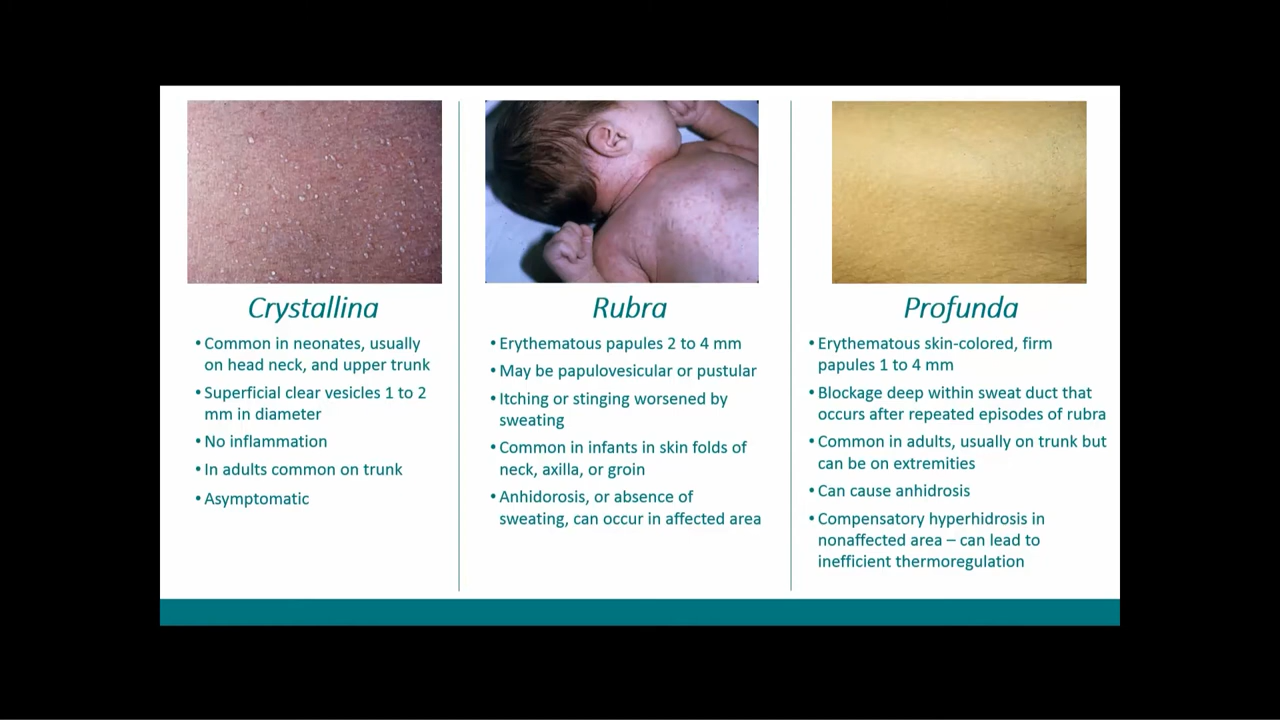 Crystallina
• Common in neonates, usually
on head neck, and upper trunk
• Superficial clear vesicles 1 to 2
mm in diameter
• No inflammation
• In adults common on trunk
• Asymptomatic
Rubra
• Erythematous papules 2 to 4 mm
• May be papulovesicular or pustular
• Itching or stinging worsened by
sweating
• Common in infants in skin folds of
neck, axilla, or groin
• Anhidorosis, or absence of
sweating, can occur in affected area
Profunda
• Erythematous skin-colored, firm
papules 1 to 4 mm
• Blockage deep within sweat duct that
occurs after repeated episodes of rubra
• Common in adults, usually on trunk but
can be on extremities
• Can cause anhidrosis
• Compensatory hyperhidrosis in
nonaffected area – can lead to
inefficient thermoregulation